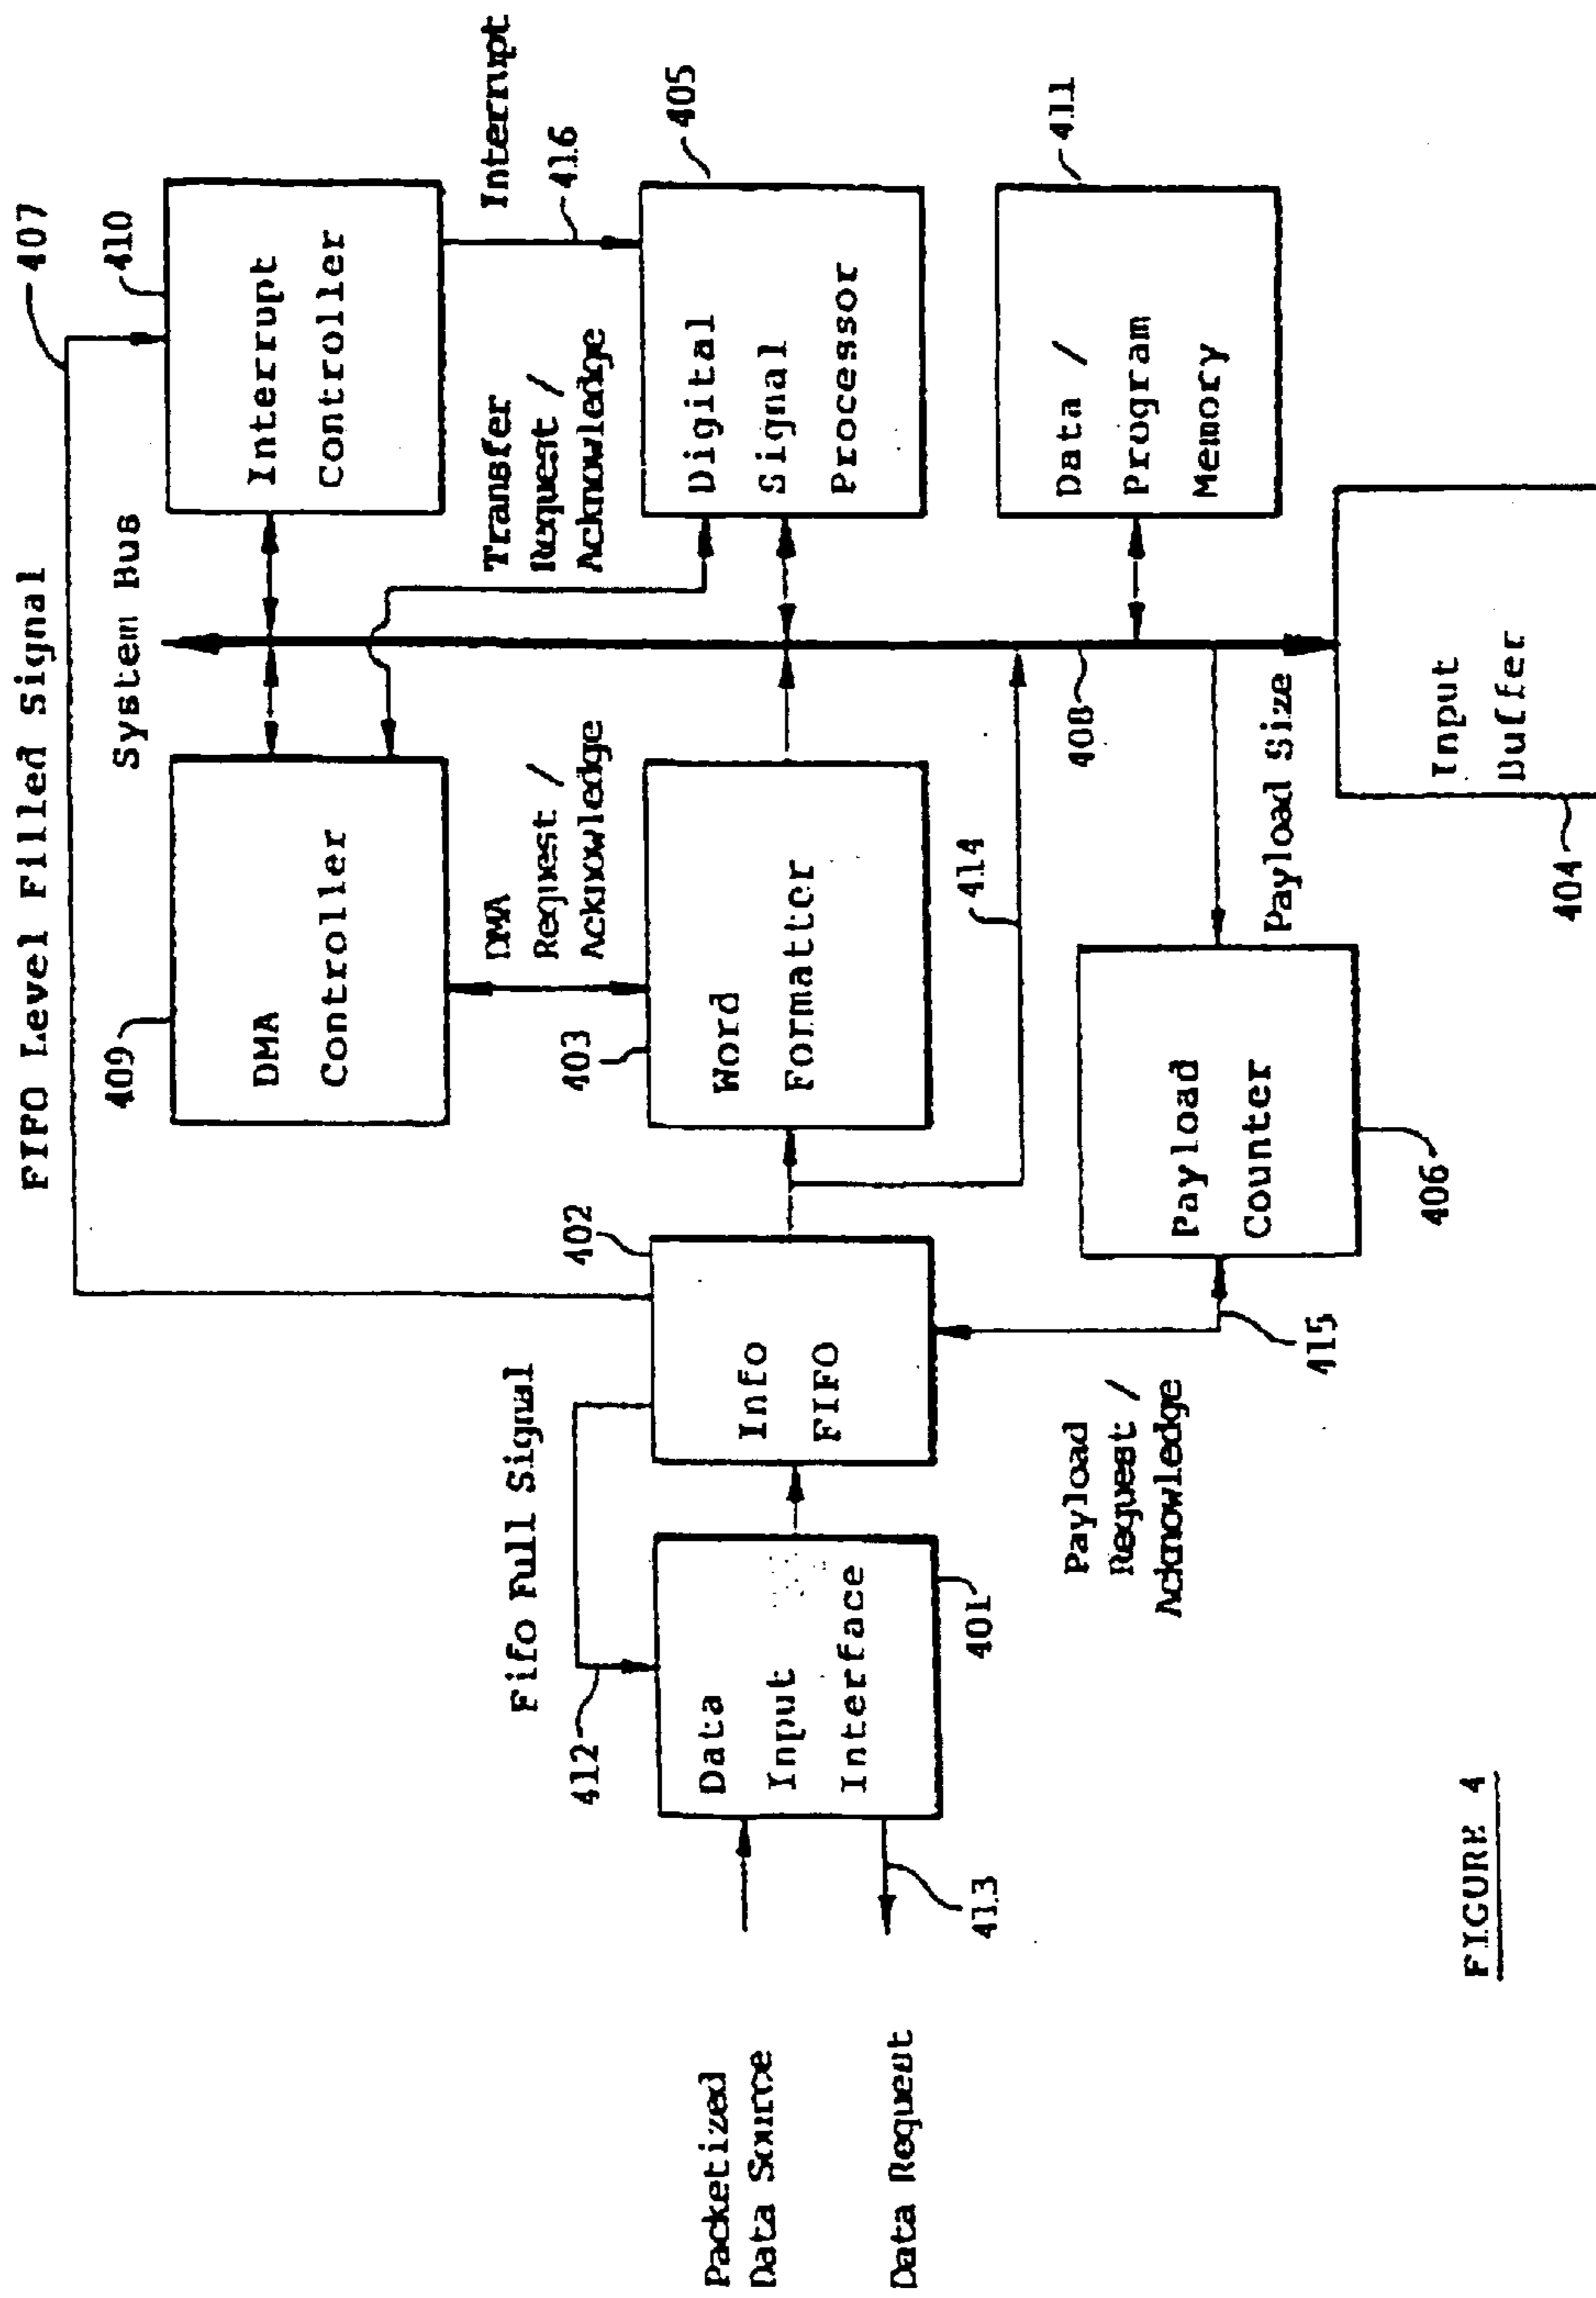 FIFO Level Filled Signal
407
System Bus
410
409
DMA
Controller
Interrupt
Controller
Interrupt
416
Fifo Full Signal
412
402
403
DMA
Request /
Acknowledge
Transfer
Request /
Acknowledge
405
Packetized
Data Source
Data Request
413
Data
Input
Interface
401
Info
FIFO
Word
Formatter
Digital
Signal
Processor
414
408
411
Data /
Program
Memory
Payload
Request /
Acknowledge
415
Payload
Counter
406
Payload Size
Input
Buffer
404
FIGURE 4